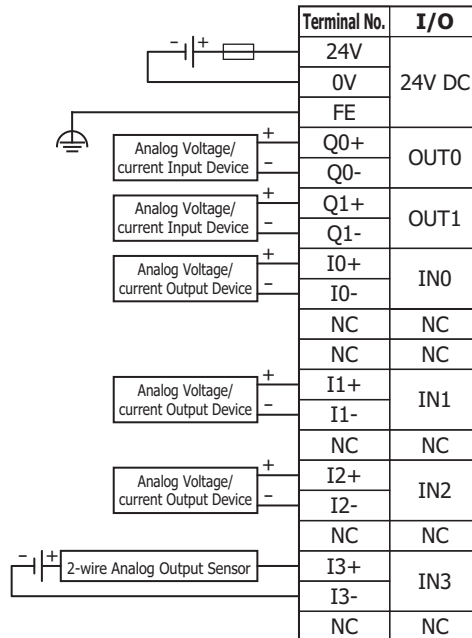 Terminal No. I/O
- + 24V
0V 24V DC
FE
Analog Voltage/
current Input Device + Q0+ OUT0
- Q0-
Analog Voltage/
current Input Device + Q1+ OUT1
- Q1-
Analog Voltage/
current Output Device + I0+ IN0
- I0-
NC NC
NC NC
Analog Voltage/
current Output Device + I1+ IN1
- I1-
NC NC
Analog Voltage/
current Output Device + I2+ IN2
- I2-
NC NC
- + 2-wire Analog Output Sensor I3+ IN3
I3-
NC NC